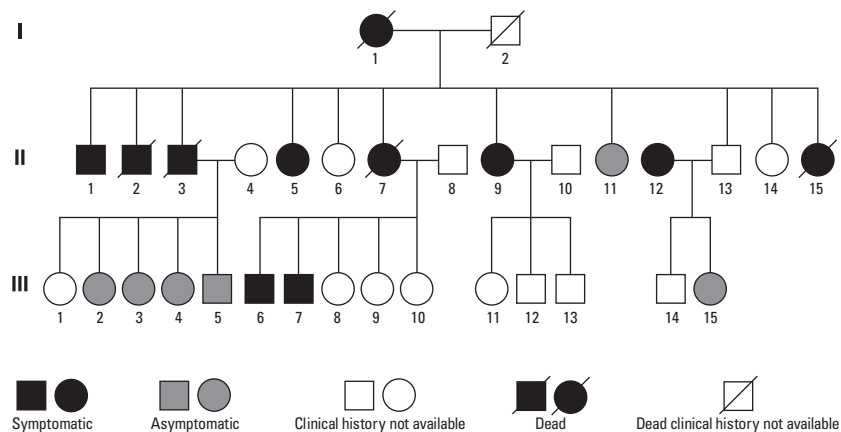 I
1 2
II
1 2 3 4 5 6 7 8 9 10 11 12 13 14 15
III
1 2 3 4 5 6 7 8 9 10 11 12 13 14 15
Symptomatic Asymptomatic Clinical history not available Dead Dead clinical history not available